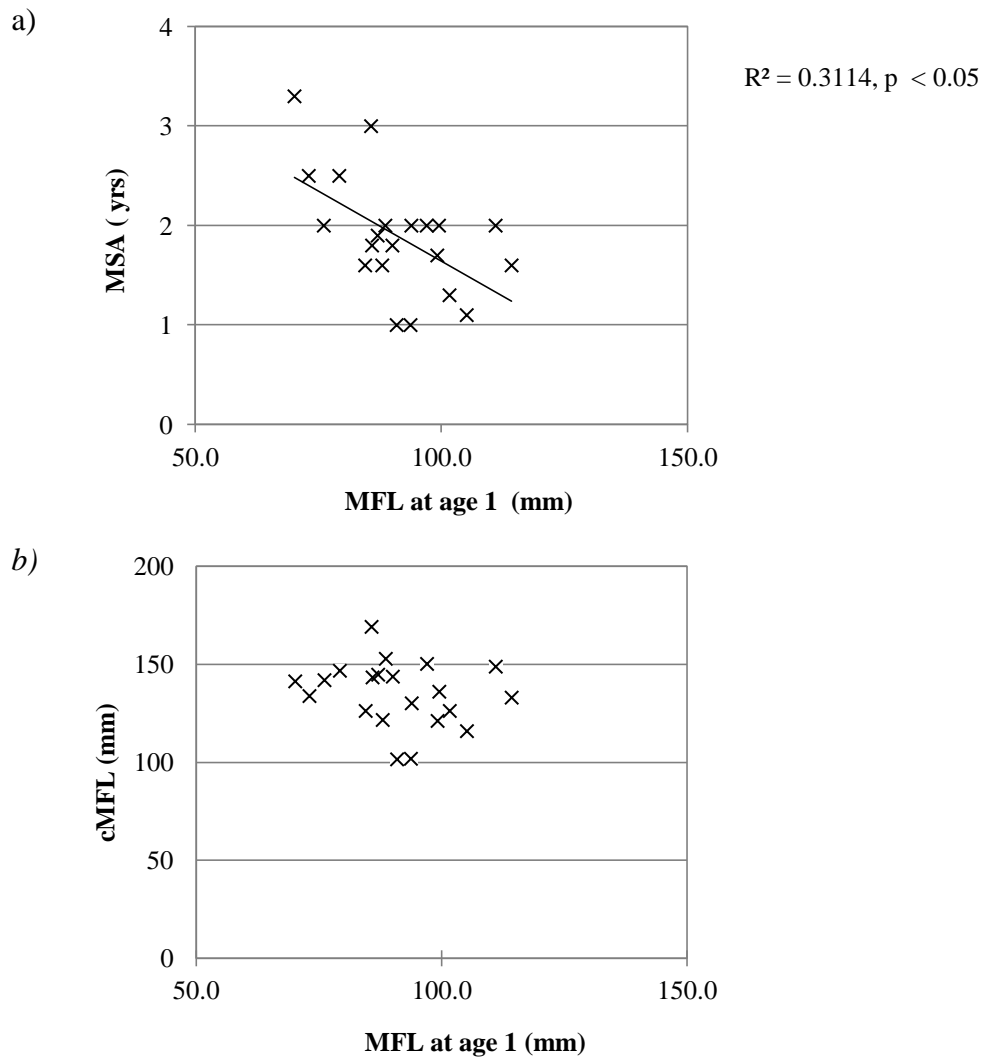 a)
R² = 0.3114, p < 0.05
4
3
2
1
0
MSA ( yrs)
50.0 100.0 150.0
MFL at age 1 (mm)
b)
200
150
100
50
0
cMFL (mm)
50.0 100.0 150.0
MFL at age 1 (mm)